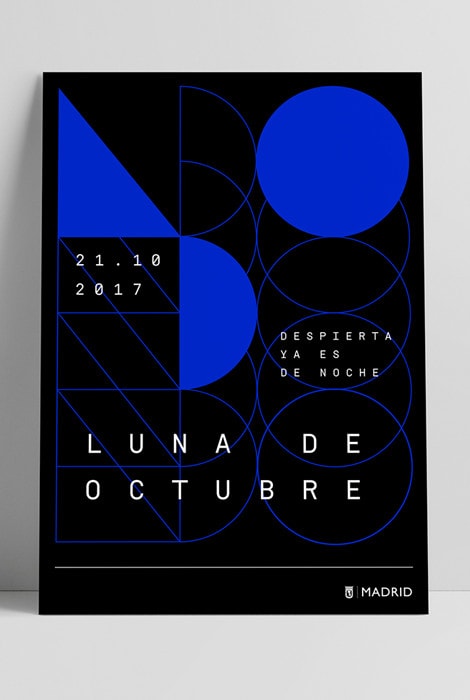 21.10
2017
DESPIERTA
YA ES
DE NOCHE
LUNA DE
OCTUBRE
MADRID